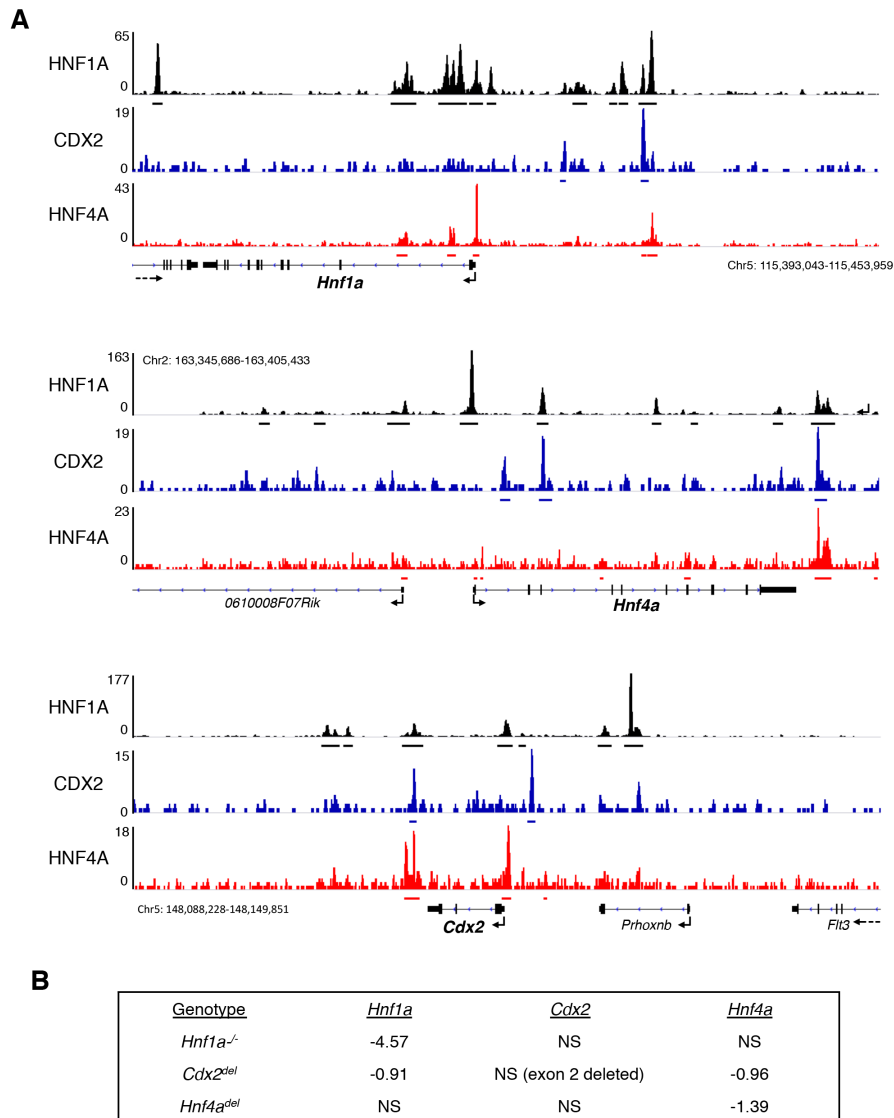 A
65
HNF1A
0
19
CDX2
0
43
HNF4A
0
Hnf1a
Chr5: 115,393,043-115,453,959
163
Chr2: 163,345,686-163,405,433
HNF1A
0
19
CDX2
0
23
HNF4A
0
0610008F07Rik
Hnf4a
177
HNF1A
0
15
CDX2
0
18
HNF4A
0
Chr5: 148,088,228-148,149,851
Cdx2
Prhoxnb
Flt3
B
Genotype Hnf1a Cdx2 Hnf4a
Hnf1a-/- -4.57 NS NS
Cdx2del -0.91 NS (exon 2 deleted) -0.96
Hnf4adel NS NS -1.39